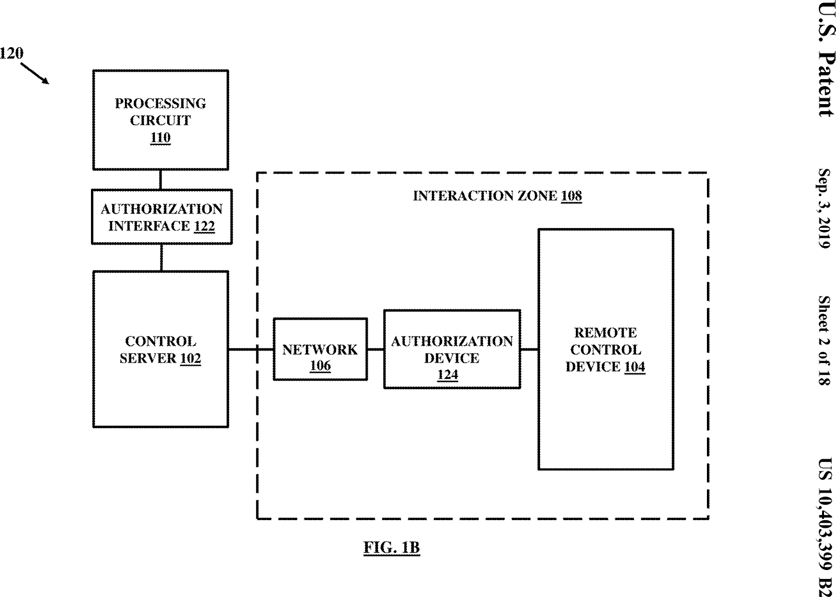 U.S. Patent
Sep. 3, 2019
Sheet 2 of 18
US 10,403,399 B2
120
PROCESSING
CIRCUIT
110
AUTHORIZATION
INTERFACE 122
CONTROL
SERVER 102
INTERACTION ZONE 108
NETWORK
106
AUTHORIZATION
DEVICE
124
REMOTE
CONTROL
DEVICE 104
FIG. 1B